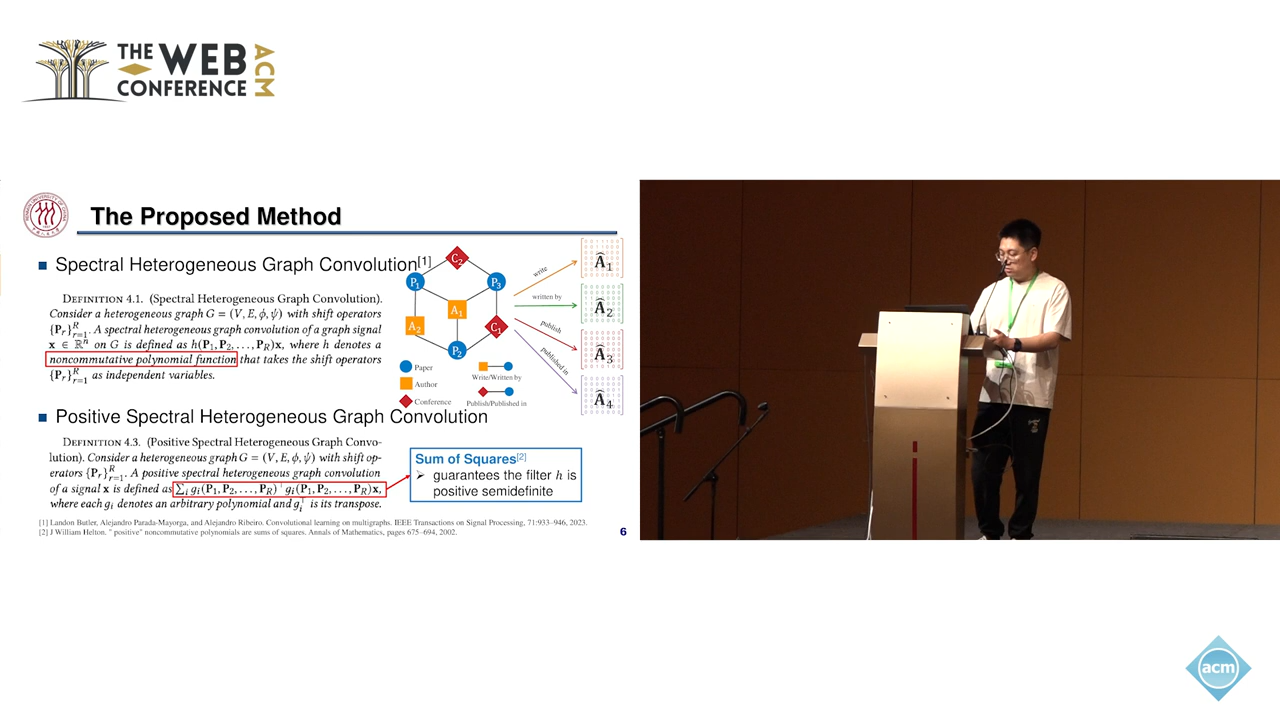 THE WEB
CONFERENCE
ACM
The Proposed Method
Spectral Heterogeneous Graph Convolution[1]
DEFINITION 4.1. (Spectral Heterogeneous Graph Convolution).
Consider a heterogeneous graph G = (V, E, ϕ, ψ) with shift operators
{P_r}_{r=1}^R. A spectral heterogeneous graph convolution of a graph signal
x ∈ ℝ^n on G is defined as h(P_1, P_2, . . . , P_R)x, where h denotes a
noncommutative polynomial function that takes the shift operators
{P_r}_{r=1}^R as independent variables.
C_2
P_1
P_3
A_1
A_2
C_1
P_2
write
written by
publish
published in
Â_1
Â_2
Â_3
Â_4
Paper
Author
Conference
Write/Written by
Publish/Published in
Positive Spectral Heterogeneous Graph Convolution
DEFINITION 4.3. (Positive Spectral Heterogeneous Graph Convo-
lution). Consider a heterogeneous graph G = (V, E, ϕ, ψ) with shift op-
erators {P_r}_{r=1}^R. A positive spectral heterogeneous graph convolution
of a signal x is defined as ∑_i g_i(P_1, P_2, . . . , P_R)^⊤ g_i(P_1, P_2, . . . , P_R)x,
where each g_i denotes an arbitrary polynomial and g_i^⊤ is its transpose.
Sum of Squares[2]
guarantees the filter h is
positive semidefinite
[1] Landon Butler, Alejandro Parada-Mayorga, and Alejandro Ribeiro. Convolutional learning on multigraphs. IEEE Transactions on Signal Processing, 71:933–946, 2023.
[2] J William Helton. " positive" noncommutative polynomials are sums of squares. Annals of Mathematics, pages 675–694, 2002.
6
acm